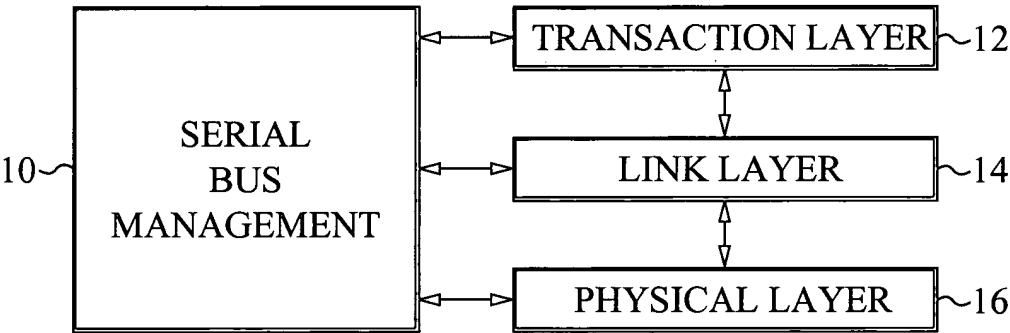 TRANSACTION LAYER 12
10 SERIAL
BUS
MANAGEMENT
LINK LAYER 14
PHYSICAL LAYER 16